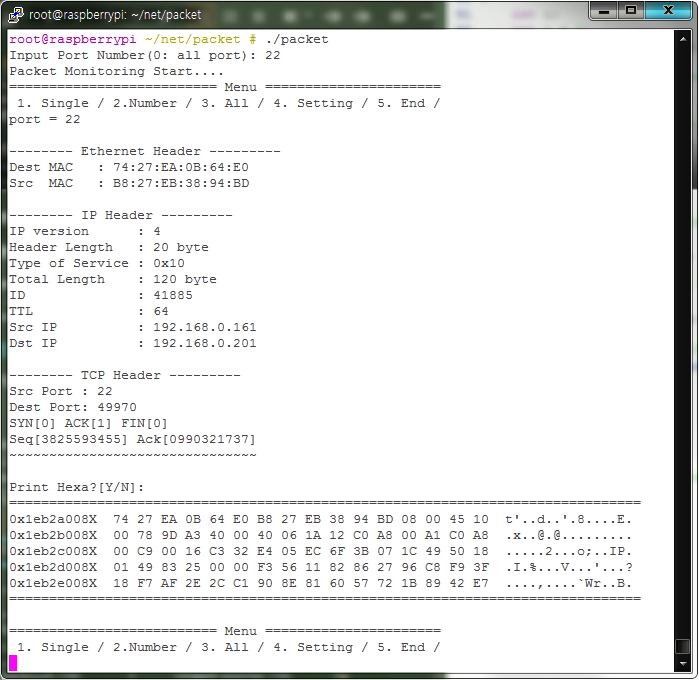 root@raspberrypi: ~/net/packet
root@raspberrypi ~/net/packet # ./packet
Input Port Number(0: all port): 22
Packet Monitoring Start....
========================== Menu ======================
 1. Single / 2.Number / 3. All / 4. Setting / 5. End /
port = 22

-------- Ethernet Header ---------
Dest MAC   : 74:27:EA:0B:64:E0
Src  MAC   : B8:27:EB:38:94:BD

-------- IP Header ---------
IP version      : 4
Header Length   : 20 byte
Type of Service : 0x10
Total Length    : 120 byte
ID              : 41885
TTL             : 64
Src IP          : 192.168.0.161
Dst IP          : 192.168.0.201

-------- TCP Header ---------
Src Port : 22
Dest Port: 49970
SYN[0] ACK[1] FIN[0]
Seq[3825593455] Ack[0990321737]
~~~~~~~~~~~~~~~~~~~~~~~~~~~~~~~

Print Hexa?[Y/N]:
===============================================================================
0x1eb2a008X  74 27 EA 0B 64 E0 B8 27 EB 38 94 BD 08 00 45 10  t'..d..'.8....E.
0x1eb2b008X  00 78 9D A3 40 00 40 06 1A 12 C0 A8 00 A1 C0 A8  .x..@.@.........
0x1eb2c008X  00 C9 00 16 C3 32 E4 05 EC 6F 3B 07 1C 49 50 18  .....2...o;..IP.
0x1eb2d008X  01 49 83 25 00 00 F3 56 11 82 86 27 96 C8 F9 3F  .I.%...V...'...?
0x1eb2e008X  18 F7 AF 2E 2C C1 90 8E 81 60 57 72 1B 89 42 E7  ....,....`Wr..B.
===============================================================================

========================== Menu ======================
 1. Single / 2.Number / 3. All / 4. Setting / 5. End /